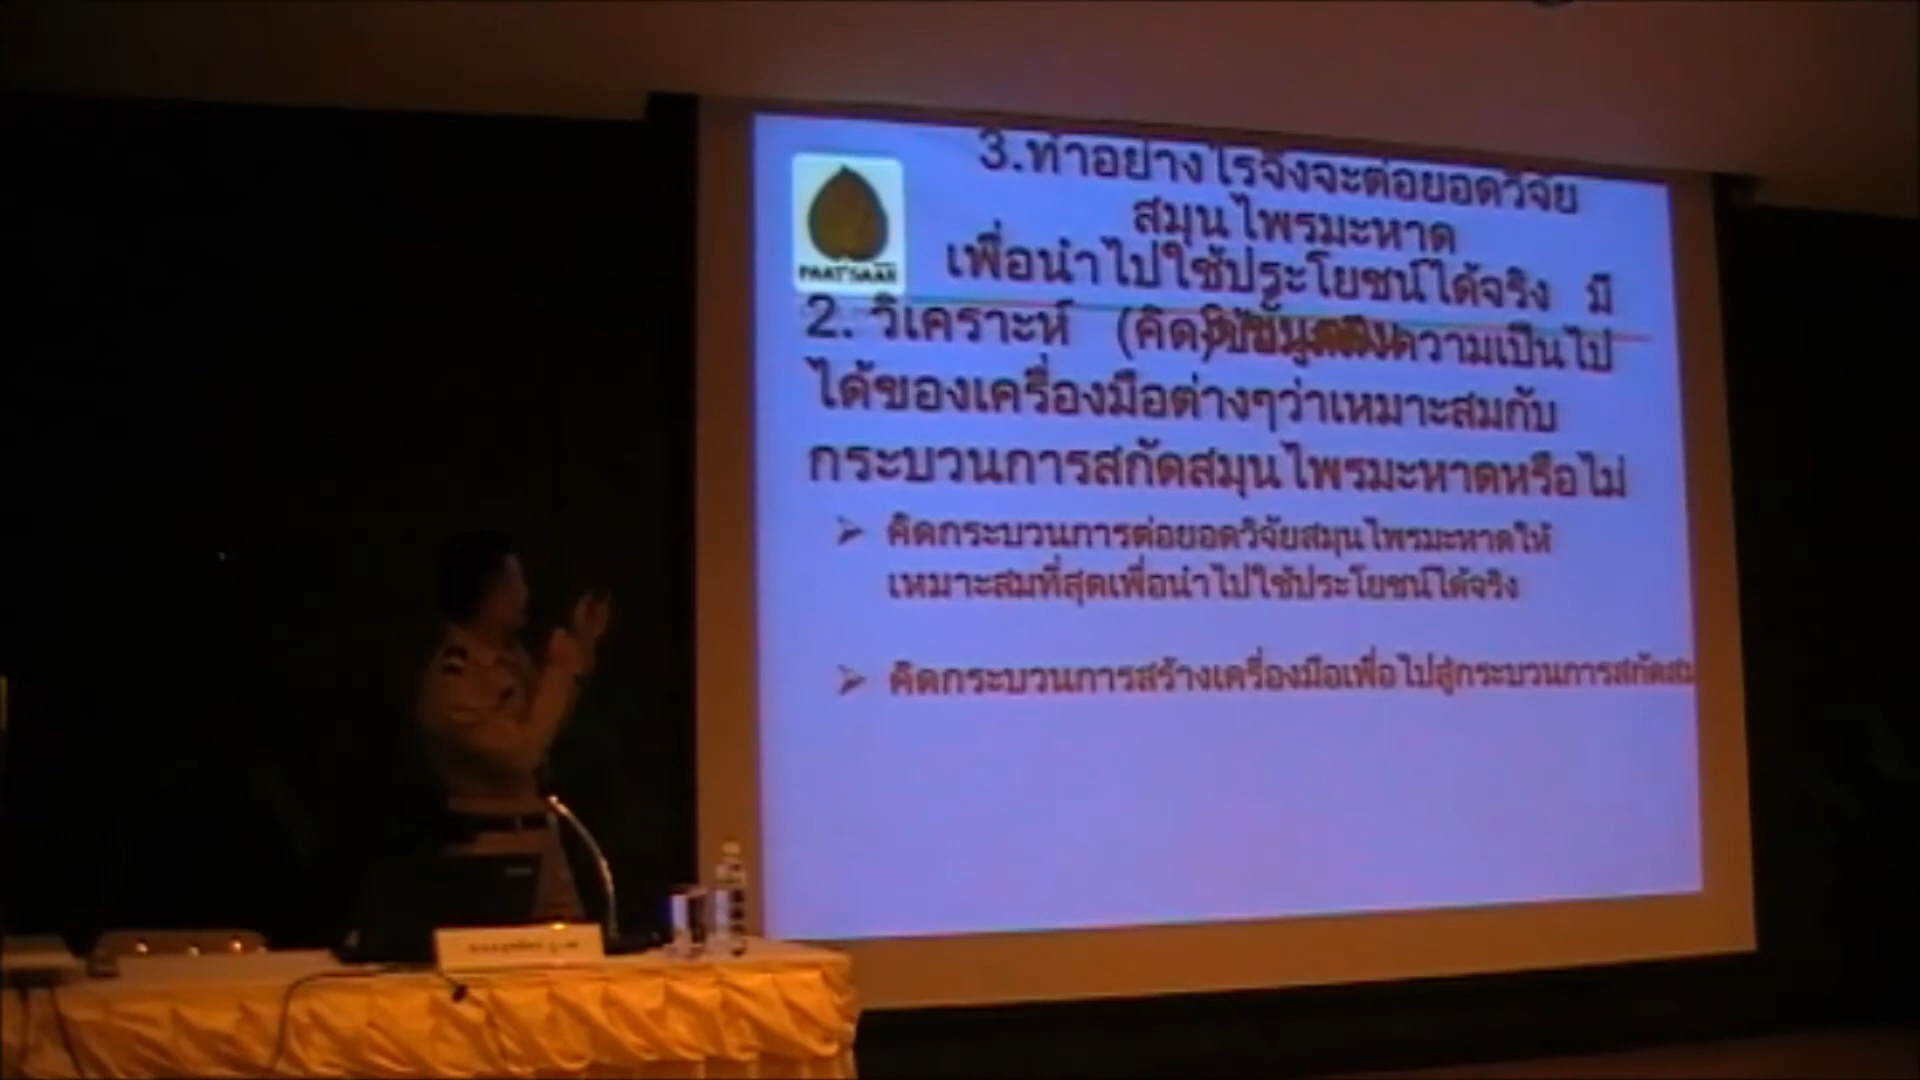 3.ทำอย่างไรจึงจะต่อยอดวิจัย
สมุนไพรมะหาด
เพื่อนำไปใช้ประโยชน์ได้จริง มี
2. วิเคราะห์ (คิด) ความเป็นไป
ได้ของเครื่องมือต่างๆว่าเหมาะสมกับ
กระบวนการสกัดสมุนไพรมะหาดหรือไม่
➢ คิดกระบวนการต่อยอดวิจัยสมุนไพรมะหาดให้
เหมาะสมที่สุดเพื่อนำไปใช้ประโยชน์ได้จริง
➢ คิดกระบวนการสร้างเครื่องมือเพื่อไปสู่กระบวนการสกัดสม